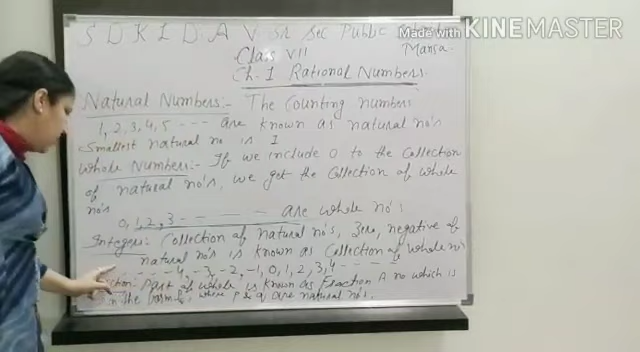 Made with KINEMASTER
S D K L D A V Sr Sec Public
Mansa.
Class VII
Ch. 1 Rational Numbers.
Natural Numbers:- The Counting numbers
1, 2, 3, 4, 5 --- are known as natural no's
Smallest natural no is 1
Whole Numbers:- If we include 0 to the Collection
of natural no's, we get the Collection of whole
no's
0, 1, 2, 3 - - - - - are whole no's
Integers: Collection of natural no's, Zero, negative of
natural no's is known as Collection of whole no's
- - - -4, -3, -2, -1, 0, 1, 2, 3, 4 - - - -
Part of whole is known as Fraction A no which is
in the form where p & q are natural no's.